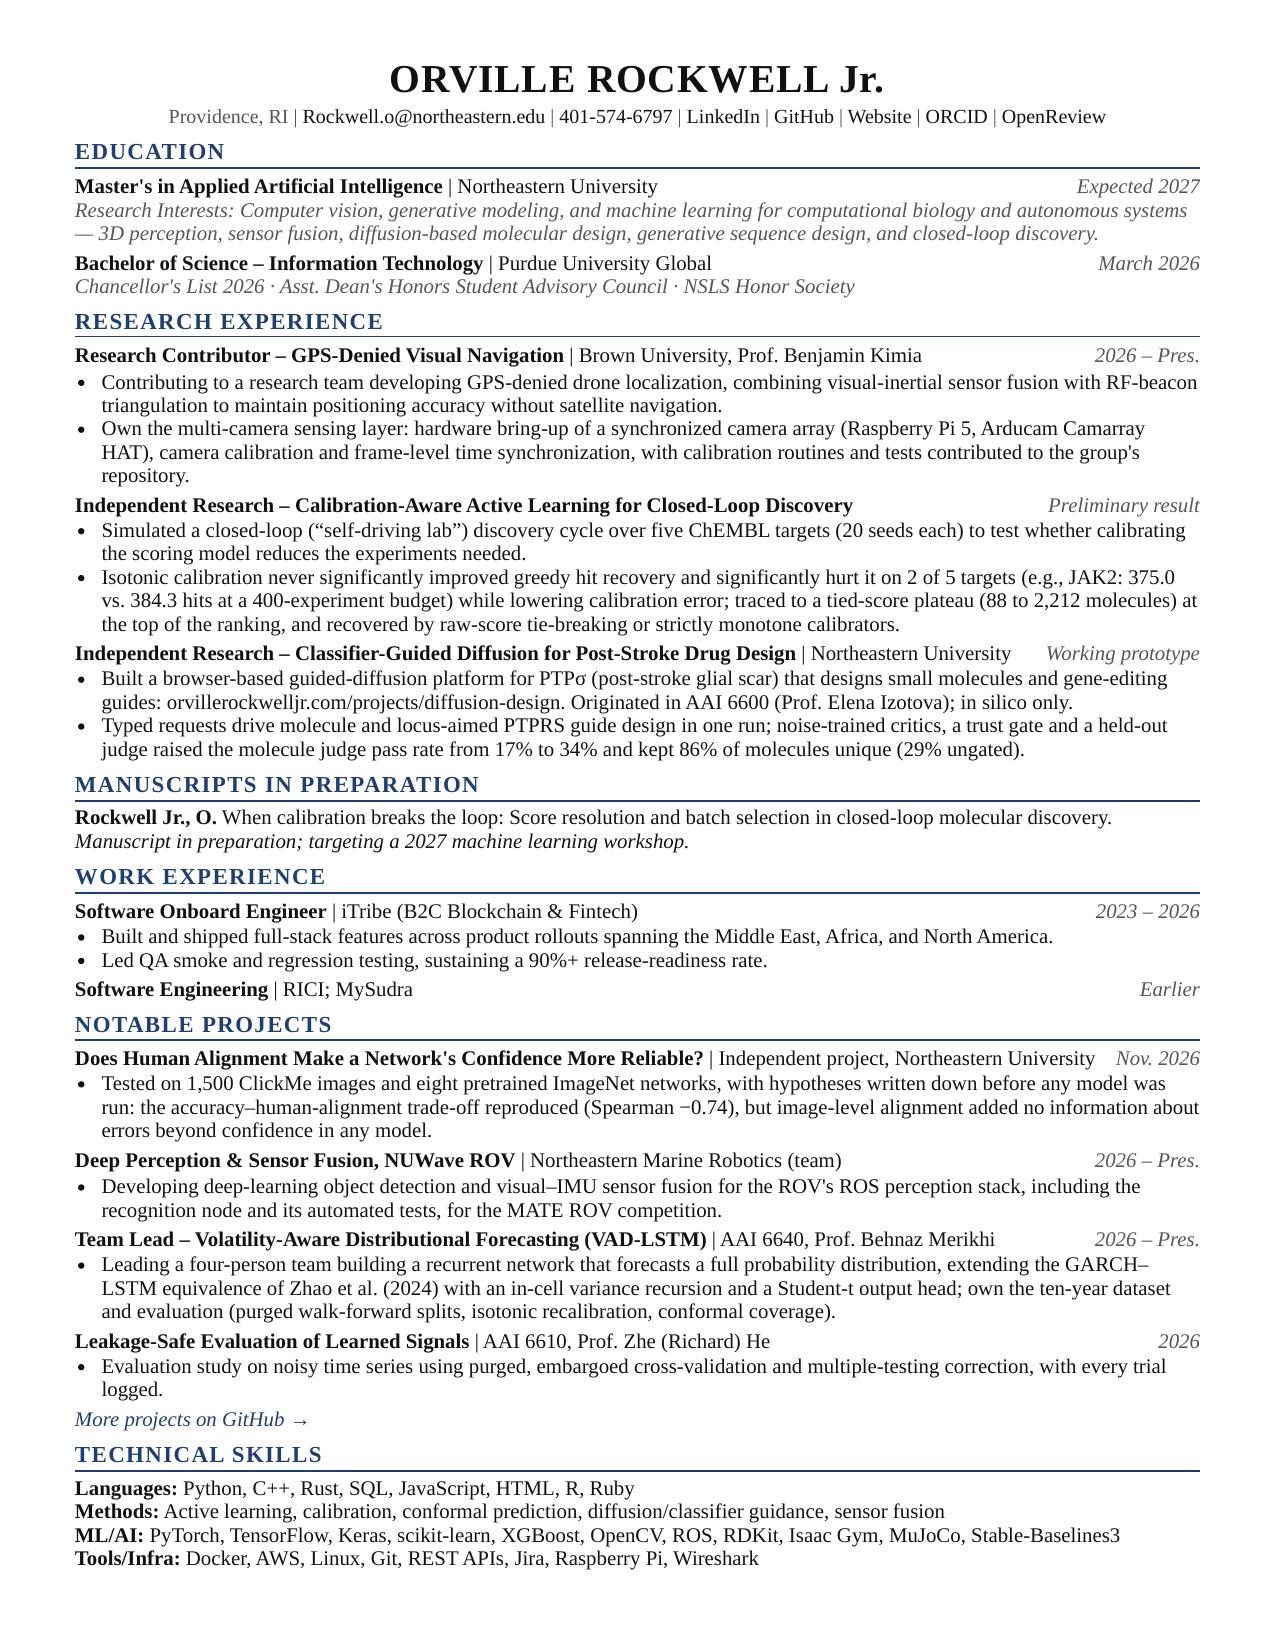 ORVILLE ROCKWELL Jr.
Providence, RI | Rockwell.o@northeastern.edu | 401-574-6797 | LinkedIn | GitHub | Website | ORCID | OpenReview
EDUCATION
Master's in Applied Artificial Intelligence | Northeastern University Expected 2027
Research Interests: Computer vision, generative modeling, and machine learning for computational biology and autonomous systems
— 3D perception, sensor fusion, diffusion-based molecular design, generative sequence design, and closed-loop discovery.
Bachelor of Science – Information Technology | Purdue University Global March 2026
Chancellor's List 2026 · Asst. Dean's Honors Student Advisory Council · NSLS Honor Society
RESEARCH EXPERIENCE
Research Contributor – GPS-Denied Visual Navigation | Brown University, Prof. Benjamin Kimia 2026 – Pres.
• Contributing to a research team developing GPS-denied drone localization, combining visual-inertial sensor fusion with RF-beacon
triangulation to maintain positioning accuracy without satellite navigation.
• Own the multi-camera sensing layer: hardware bring-up of a synchronized camera array (Raspberry Pi 5, Arducam Camarray
HAT), camera calibration and frame-level time synchronization, with calibration routines and tests contributed to the group's
repository.
Independent Research – Calibration-Aware Active Learning for Closed-Loop Discovery Preliminary result
• Simulated a closed-loop (“self-driving lab”) discovery cycle over five ChEMBL targets (20 seeds each) to test whether calibrating
the scoring model reduces the experiments needed.
• Isotonic calibration never significantly improved greedy hit recovery and significantly hurt it on 2 of 5 targets (e.g., JAK2: 375.0
vs. 384.3 hits at a 400-experiment budget) while lowering calibration error; traced to a tied-score plateau (88 to 2,212 molecules) at
the top of the ranking, and recovered by raw-score tie-breaking or strictly monotone calibrators.
Independent Research – Classifier-Guided Diffusion for Post-Stroke Drug Design | Northeastern University Working prototype
• Built a browser-based guided-diffusion platform for PTPσ (post-stroke glial scar) that designs small molecules and gene-editing
guides: orvillerockwelljr.com/projects/diffusion-design. Originated in AAI 6600 (Prof. Elena Izotova); in silico only.
• Typed requests drive molecule and locus-aimed PTPRS guide design in one run; noise-trained critics, a trust gate and a held-out
judge raised the molecule judge pass rate from 17% to 34% and kept 86% of molecules unique (29% ungated).
MANUSCRIPTS IN PREPARATION
Rockwell Jr., O. When calibration breaks the loop: Score resolution and batch selection in closed-loop molecular discovery.
Manuscript in preparation; targeting a 2027 machine learning workshop.
WORK EXPERIENCE
Software Onboard Engineer | iTribe (B2C Blockchain & Fintech) 2023 – 2026
• Built and shipped full-stack features across product rollouts spanning the Middle East, Africa, and North America.
• Led QA smoke and regression testing, sustaining a 90%+ release-readiness rate.
Software Engineering | RICI; MySudra Earlier
NOTABLE PROJECTS
Does Human Alignment Make a Network's Confidence More Reliable? | Independent project, Northeastern University Nov. 2026
• Tested on 1,500 ClickMe images and eight pretrained ImageNet networks, with hypotheses written down before any model was
run: the accuracy–human-alignment trade-off reproduced (Spearman −0.74), but image-level alignment added no information about
errors beyond confidence in any model.
Deep Perception & Sensor Fusion, NUWave ROV | Northeastern Marine Robotics (team) 2026 – Pres.
• Developing deep-learning object detection and visual–IMU sensor fusion for the ROV's ROS perception stack, including the
recognition node and its automated tests, for the MATE ROV competition.
Team Lead – Volatility-Aware Distributional Forecasting (VAD-LSTM) | AAI 6640, Prof. Behnaz Merikhi 2026 – Pres.
• Leading a four-person team building a recurrent network that forecasts a full probability distribution, extending the GARCH–
LSTM equivalence of Zhao et al. (2024) with an in-cell variance recursion and a Student-t output head; own the ten-year dataset
and evaluation (purged walk-forward splits, isotonic recalibration, conformal coverage).
Leakage-Safe Evaluation of Learned Signals | AAI 6610, Prof. Zhe (Richard) He 2026
• Evaluation study on noisy time series using purged, embargoed cross-validation and multiple-testing correction, with every trial
logged.
More projects on GitHub →
TECHNICAL SKILLS
Languages: Python, C++, Rust, SQL, JavaScript, HTML, R, Ruby
Methods: Active learning, calibration, conformal prediction, diffusion/classifier guidance, sensor fusion
ML/AI: PyTorch, TensorFlow, Keras, scikit-learn, XGBoost, OpenCV, ROS, RDKit, Isaac Gym, MuJoCo, Stable-Baselines3
Tools/Infra: Docker, AWS, Linux, Git, REST APIs, Jira, Raspberry Pi, Wireshark